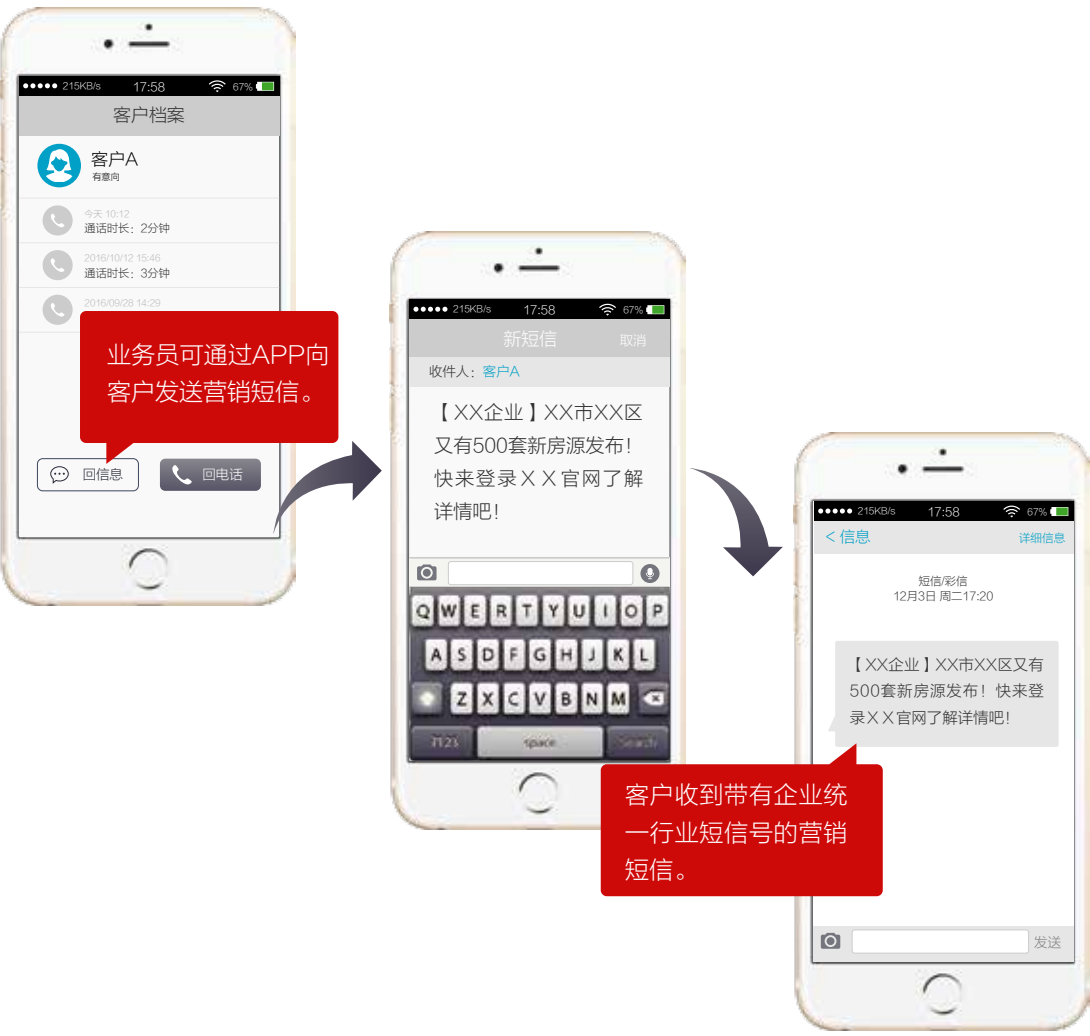 215KB/s 17:58 67%
客户档案
客户A
有意向
今天 10:12
通话时长：2分钟
2016/10/12 15:46
通话时长：3分钟
2016/09/28 14:29
业务员可通过APP向
客户发送营销短信。
回信息 回电话
215KB/s 17:58 67%
新短信 取消
收件人：客户A
【XX企业】XX市XX区
又有500套新房源发布！
快来登录ＸＸ官网了解
详情吧！
Q W E R T Y U I O P
A S D F G H J K L
Z X C V B N M
?123 space Search
215KB/s 17:58 67%
<信息 详细信息
短信/彩信
12月3日 周二17:20
【XX企业】XX市XX区又有
500套新房源发布！快来登
录ＸＸ官网了解详情吧！
客户收到带有企业统
一行业短信号的营销
短信。
发送